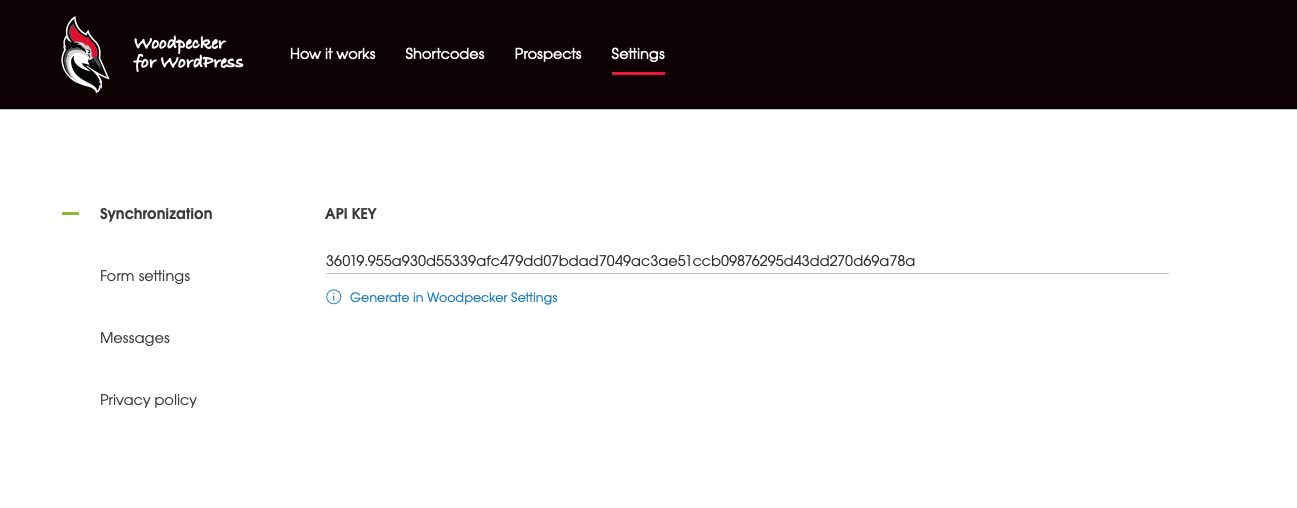 Woodpecker
for WordPress
How it works Shortcodes Prospects Settings
Synchronization
API KEY
36019.955a930d55339afc479dd07bdad7049ac3ae51ccb09876295d43dd270d69a78a
Generate in Woodpecker Settings
Form settings
Messages
Privacy policy